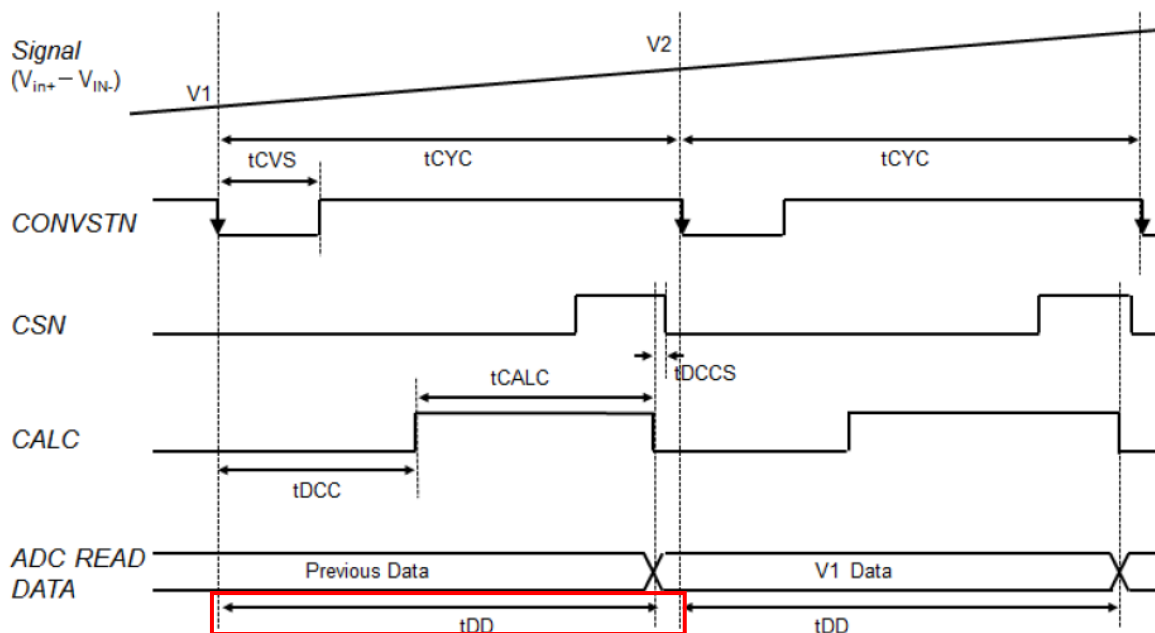 Signal
(Vin+ – VIN-)
V1
V2
tCVS
tCYC
tCYC
CONVSTN
CSN
tDCCS
tCALC
CALC
tDCC
ADC READ
DATA
Previous Data
V1 Data
tDD
tDD